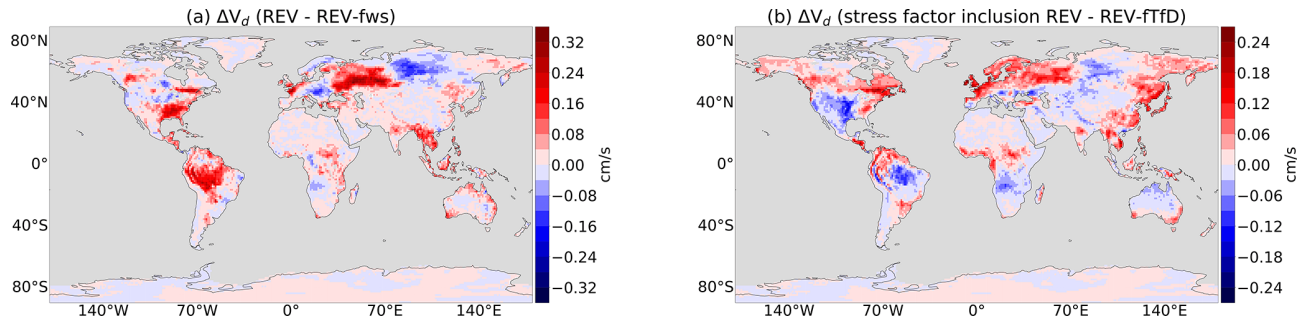 (a) ΔV_d (REV - REV-fws)
80°N
40°N
0°
40°S
80°S
140°W 70°W 0° 70°E 140°E
0.32
0.24
0.16
0.08
0.00
−0.08
−0.16
−0.24
−0.32
cm/s
(b) ΔV_d (stress factor inclusion REV - REV-fTfD)
80°N
40°N
0°
40°S
80°S
140°W 70°W 0° 70°E 140°E
0.24
0.18
0.12
0.06
0.00
−0.06
−0.12
−0.18
−0.24
cm/s